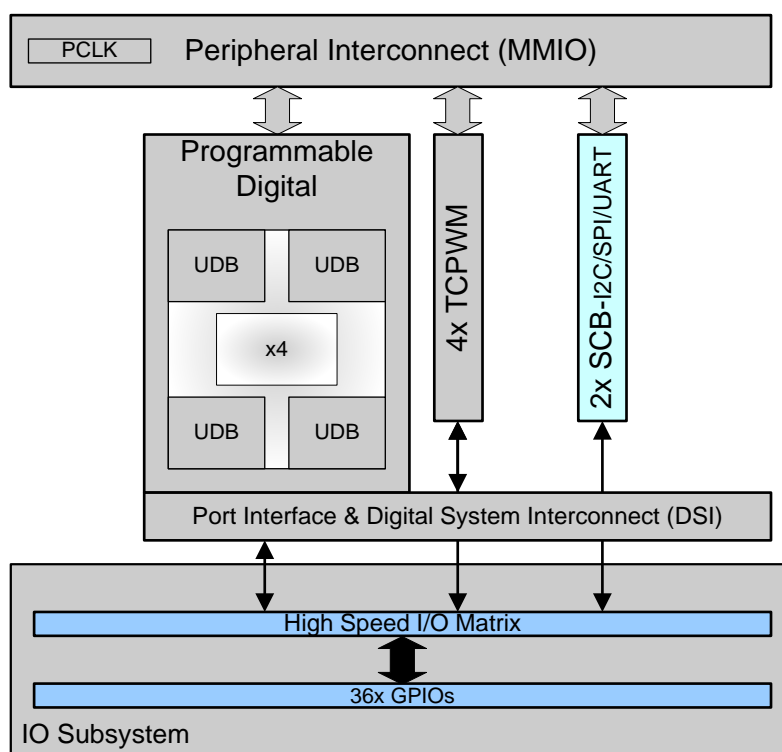 PCLK
Peripheral Interconnect (MMIO)
Programmable
Digital
UDB
UDB
x4
UDB
UDB
4x TCPWM
2x SCB-I2C/SPI/UART
Port Interface & Digital System Interconnect (DSI)
High Speed I/O Matrix
36x GPIOs
IO Subsystem